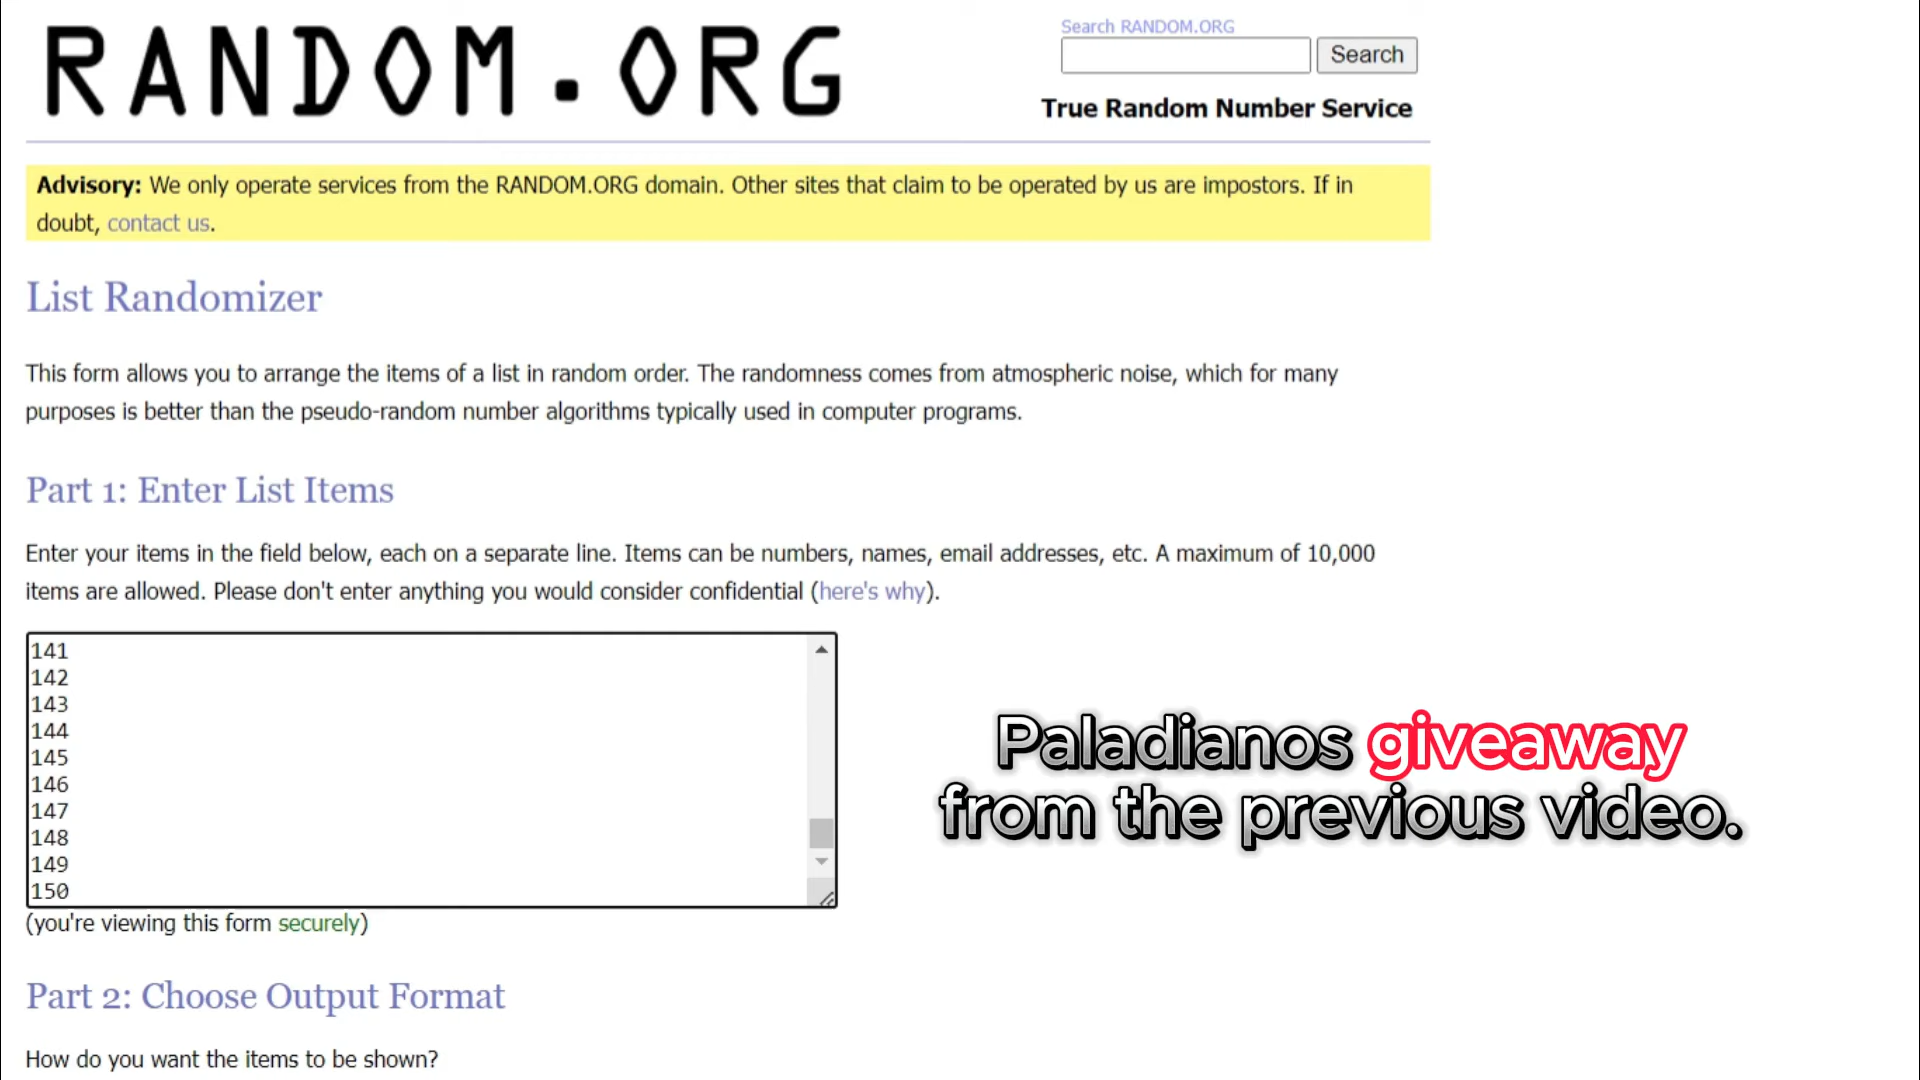 RANDOM.ORG
Search RANDOM.ORG
Search
True Random Number Service
Advisory: We only operate services from the RANDOM.ORG domain. Other sites that claim to be operated by us are impostors. If in
doubt, contact us.
List Randomizer
This form allows you to arrange the items of a list in random order. The randomness comes from atmospheric noise, which for many
purposes is better than the pseudo-random number algorithms typically used in computer programs.
Part 1: Enter List Items
Enter your items in the field below, each on a separate line. Items can be numbers, names, email addresses, etc. A maximum of 10,000
items are allowed. Please don't enter anything you would consider confidential (here's why).
141
142
143
144
145
146
147
148
149
150
Paladianos giveaway
from the previous video.
(you're viewing this form securely)
Part 2: Choose Output Format
How do you want the items to be shown?